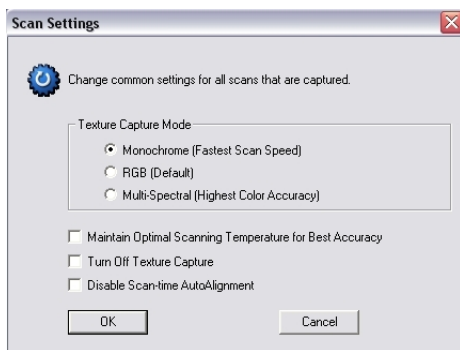 Scan Settings
Change common settings for all scans that are captured.
Texture Capture Mode
Monochrome (Fastest Scan Speed)
RGB (Default)
Multi-Spectral (Highest Color Accuracy)
Maintain Optimal Scanning Temperature for Best Accuracy
Turn Off Texture Capture
Disable Scan-time AutoAlignment
OK Cancel